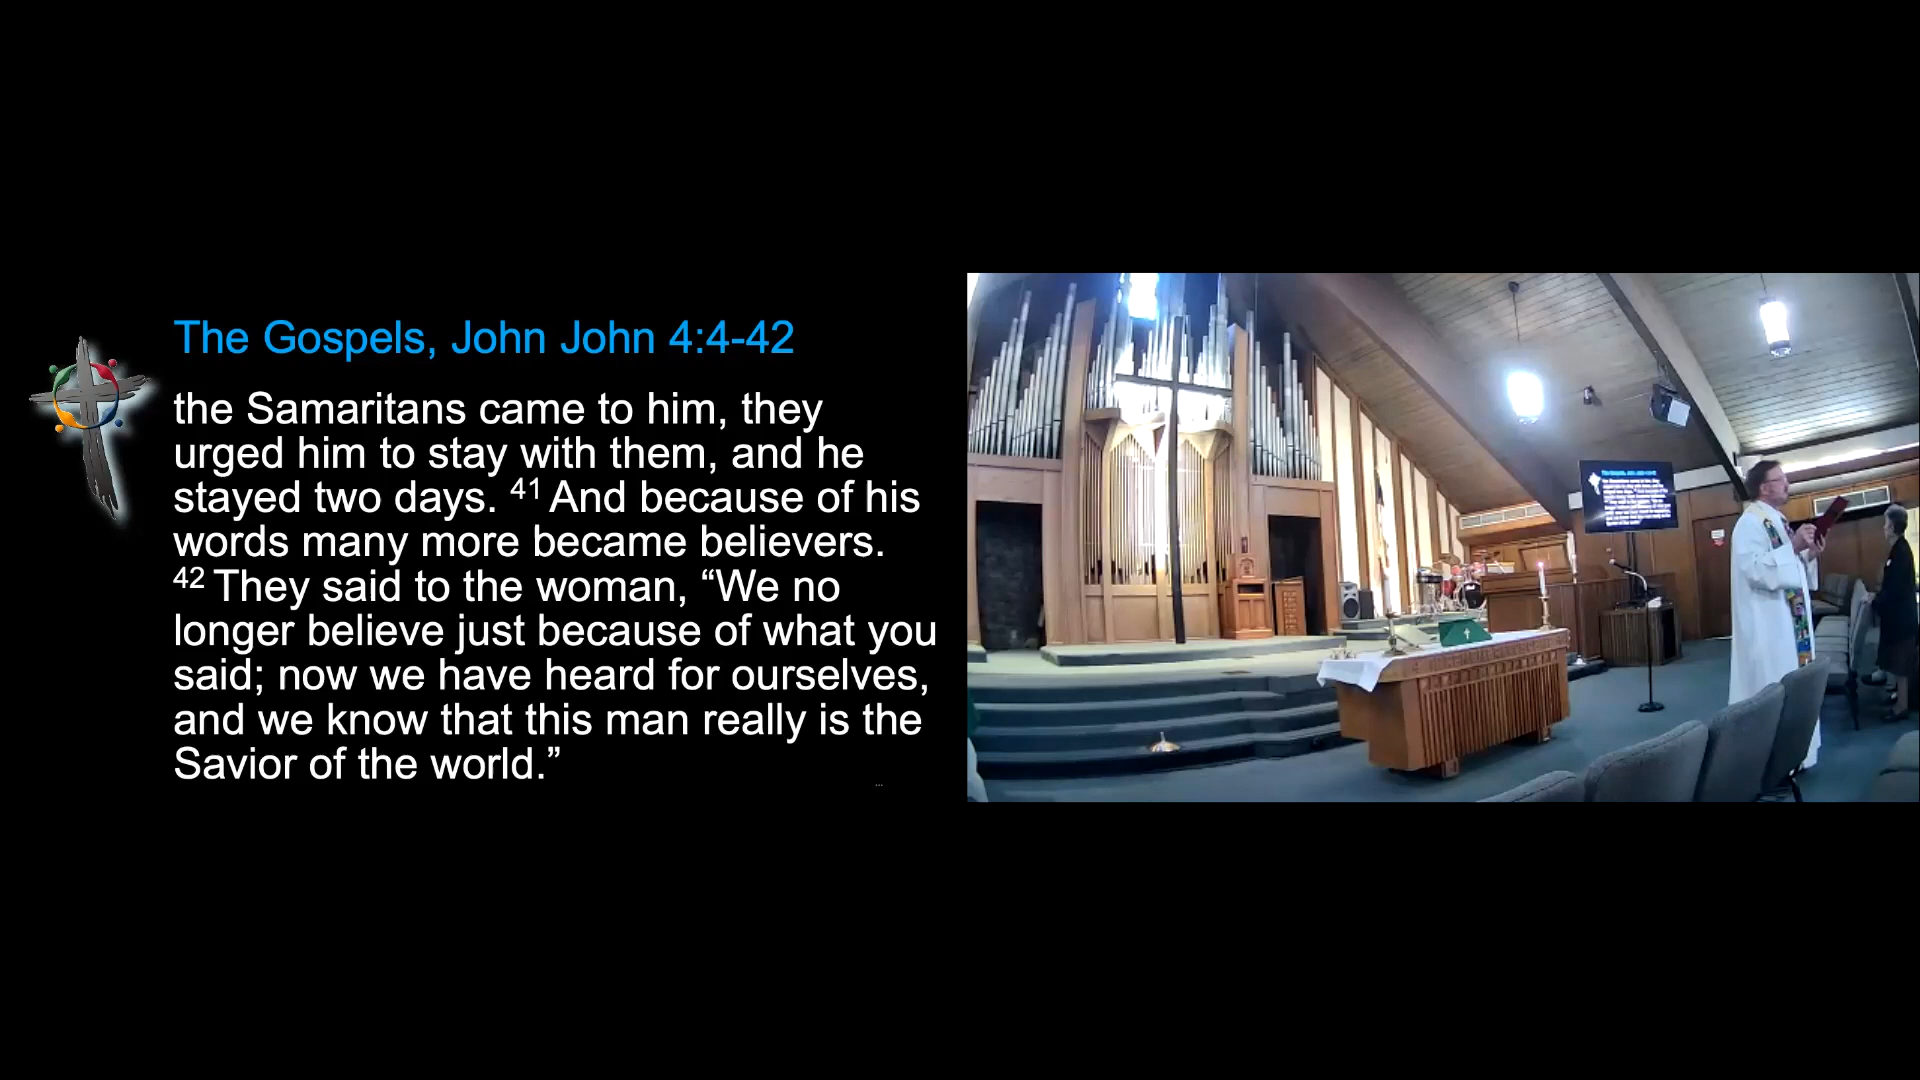 The Gospels, John John 4:4-42
the Samaritans came to him, they
urged him to stay with them, and he
stayed two days. 41 And because of his
words many more became believers.
42 They said to the woman, “We no
longer believe just because of what you
said; now we have heard for ourselves,
and we know that this man really is the
Savior of the world.”
...